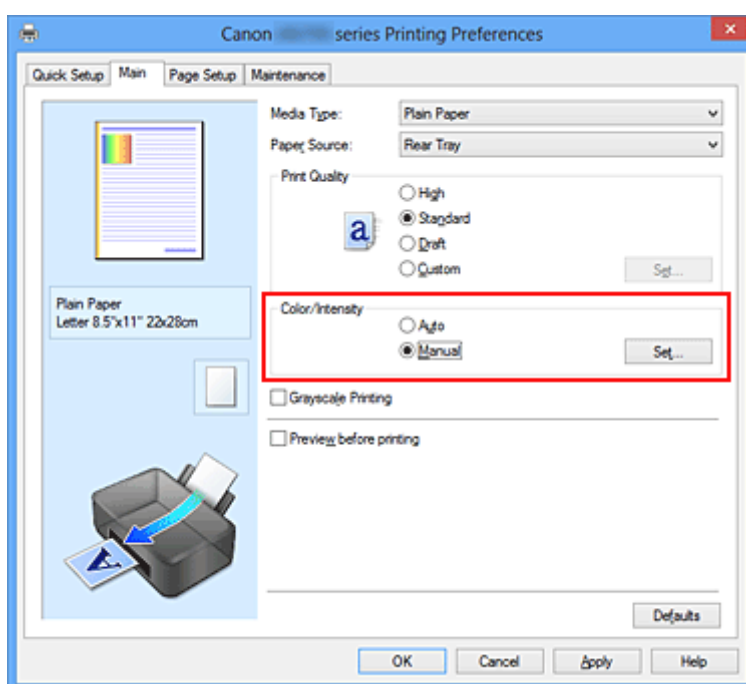 Canon series Printing Preferences
Quick Setup Main Page Setup Maintenance
Media Type: Plain Paper
Paper Source: Rear Tray
Print Quality
High
a
Standard
Draft
Custom Set...
Plain Paper
Letter 8.5"x11" 22x28cm
Color/Intensity
Auto
Manual Set...
Grayscale Printing
Preview before printing
A
Defaults
OK Cancel Apply Help